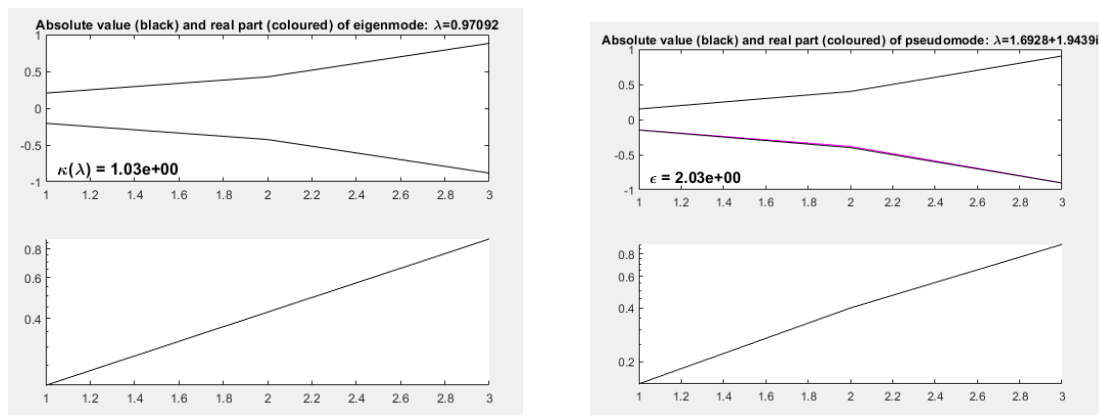 Absolute value (black) and real part (coloured) of eigenmode: λ=0.97092
1
0.5
0
-0.5
-1
κ(λ) = 1.03e+00
1 1.2 1.4 1.6 1.8 2 2.2 2.4 2.6 2.8 3
0.8
0.6
0.4
1 1.2 1.4 1.6 1.8 2 2.2 2.4 2.6 2.8 3
Absolute value (black) and real part (coloured) of pseudomode: λ=1.6928+1.9439i
1
0.5
0
-0.5
-1
ϵ = 2.03e+00
1 1.2 1.4 1.6 1.8 2 2.2 2.4 2.6 2.8 3
0.8
0.6
0.4
0.2
1 1.2 1.4 1.6 1.8 2 2.2 2.4 2.6 2.8 3